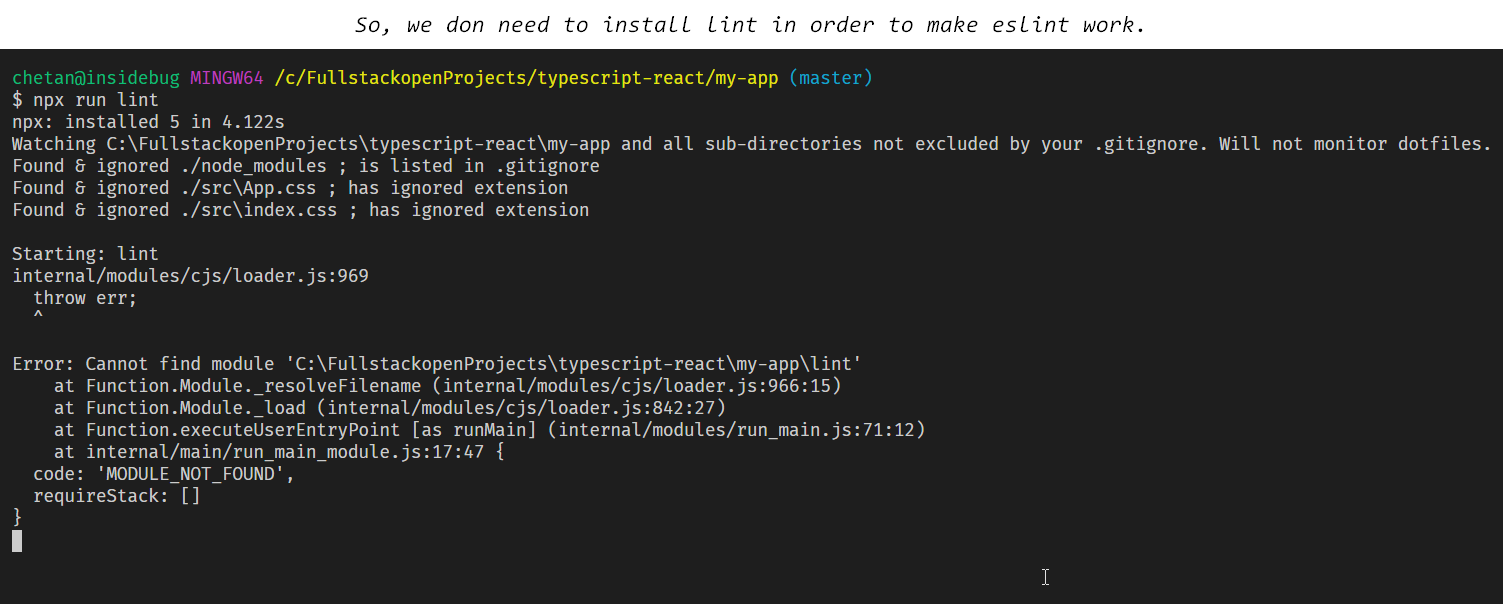 So, we don need to install lint in order to make eslint work.
chetan@insidebug MINGW64 /c/FullstackopenProjects/typescript-react/my-app (master)
$ npx run lint
npx: installed 5 in 4.122s
Watching C:\FullstackopenProjects\typescript-react\my-app and all sub-directories not excluded by your .gitignore. Will not monitor dotfiles.
Found & ignored ./node_modules ; is listed in .gitignore
Found & ignored ./src\App.css ; has ignored extension
Found & ignored ./src\index.css ; has ignored extension
Starting: lint
internal/modules/cjs/loader.js:969
  throw err;
  ^
Error: Cannot find module 'C:\FullstackopenProjects\typescript-react\my-app\lint'
    at Function.Module._resolveFilename (internal/modules/cjs/loader.js:966:15)
    at Function.Module._load (internal/modules/cjs/loader.js:842:27)
    at Function.executeUserEntryPoint [as runMain] (internal/modules/run_main.js:71:12)
    at internal/main/run_main_module.js:17:47 {
  code: 'MODULE_NOT_FOUND',
  requireStack: []
}